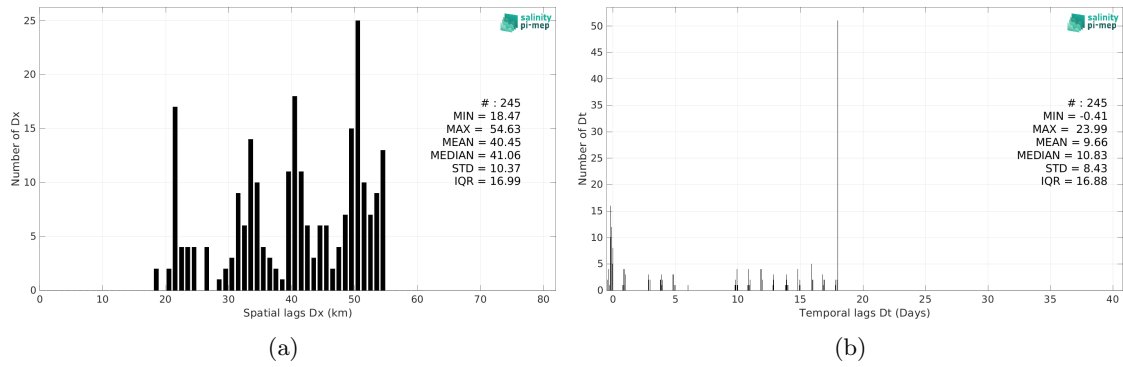 25
20
15
10
5
0
Number of Dx
0 10 20 30 40 50 60 70 80
Spatial lags Dx (km)
salinity
pi-mep
# : 245
MIN = 18.47
MAX = 54.63
MEAN = 40.45
MEDIAN = 41.06
STD = 10.37
IQR = 16.99
(a)
50
45
40
35
30
25
20
15
10
5
0
Number of Dt
0 5 10 15 20 25 30 35 40
Temporal lags Dt (Days)
salinity
pi-mep
# : 245
MIN = -0.41
MAX = 23.99
MEAN = 9.66
MEDIAN = 10.83
STD = 8.43
IQR = 16.88
(b)